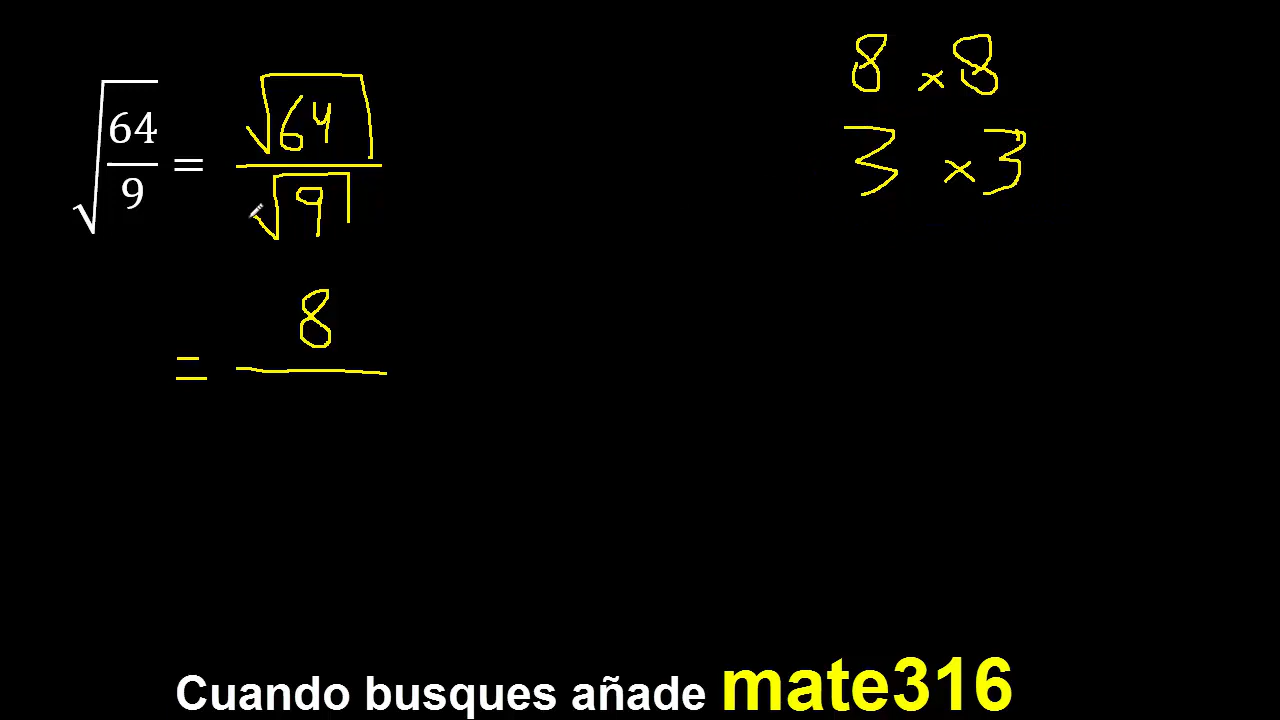 √(64/9) = √64/√9
= 8/
8 × 8
3 × 3
Cuando busques añade mate316